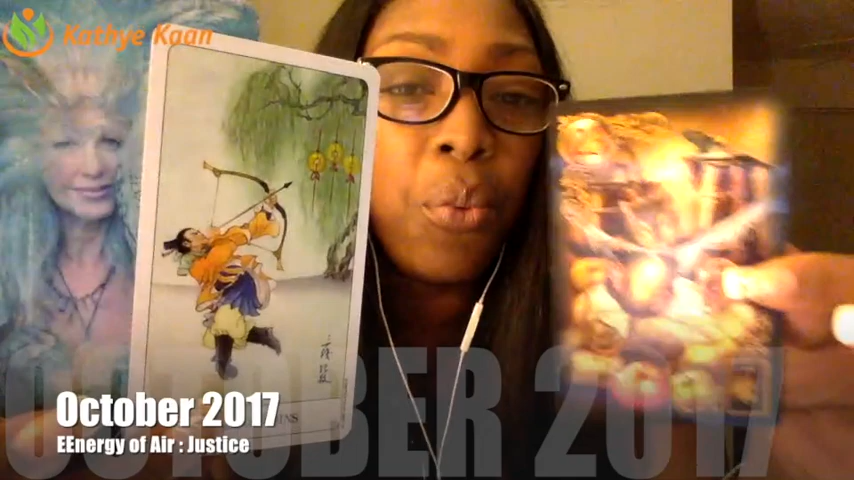 Kathye Kaan
OCTOBER 2017
October 2017
EEnergy of Air : Justice